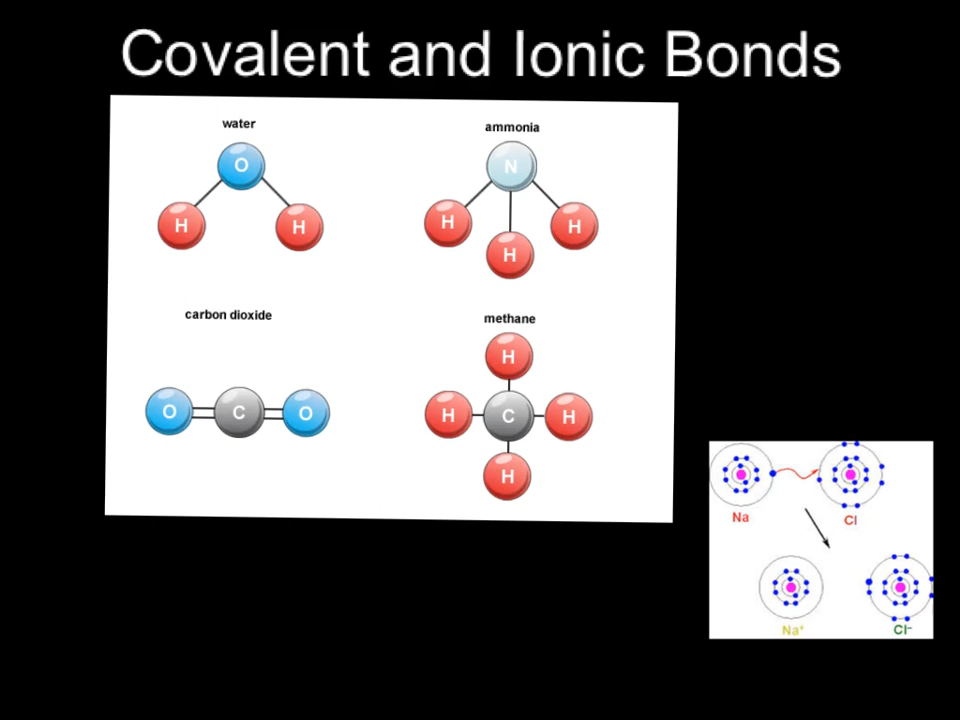 Covalent and Ionic Bonds
water
O
H H
ammonia
N
H H H
carbon dioxide
O C O
methane
H
H C H
H
Na Cl
Na⁺ Cl⁻